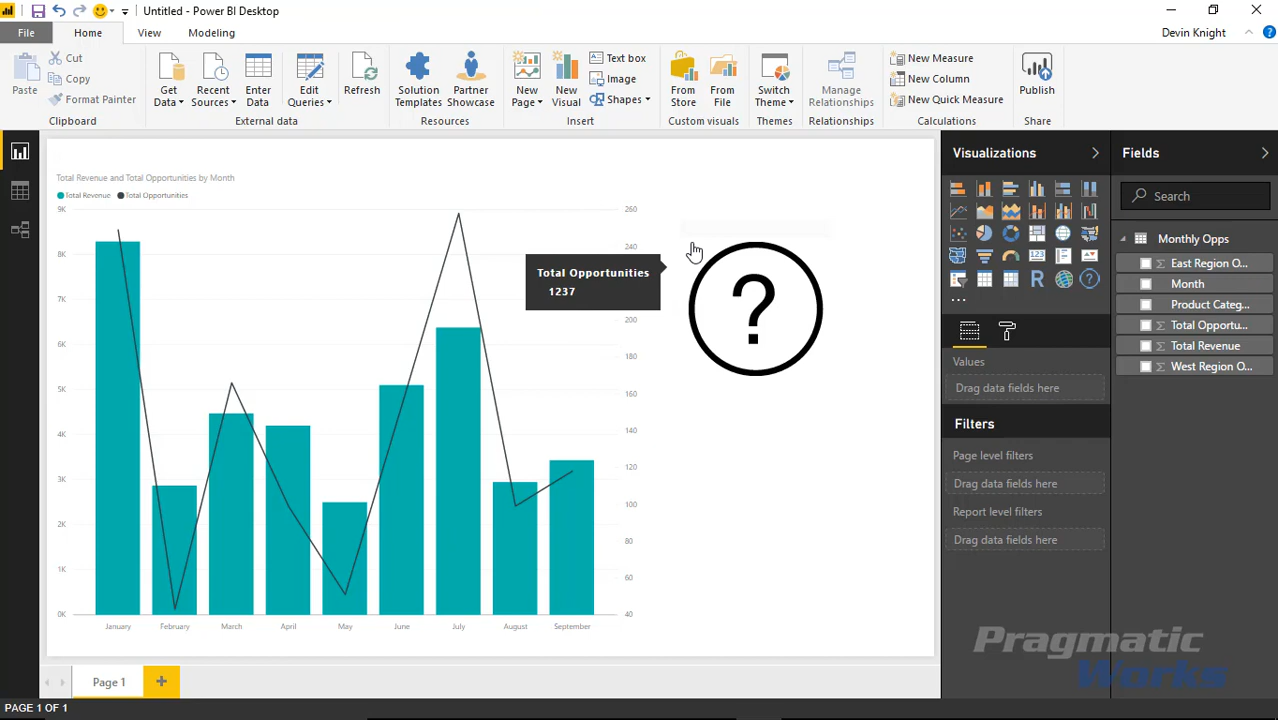 Untitled - Power BI Desktop
File
Home
View
Modeling
Devin Knight
Paste
Cut
Copy
Format Painter
Clipboard
Get Data
Recent Sources
Enter Data
Edit Queries
Refresh
External data
Solution Templates
Partner Showcase
Resources
New Page
New Visual
Text box
Image
Shapes
Insert
From Store
From File
Custom visuals
Switch Theme
Themes
Manage Relationships
Relationships
New Measure
New Column
New Quick Measure
Calculations
Publish
Share
Total Revenue and Total Opportunities by Month
Total Revenue
Total Opportunities
9K
8K
7K
6K
5K
4K
3K
2K
1K
0K
260
240
200
180
160
140
120
100
80
60
40
January
February
March
April
May
June
July
August
September
Total Opportunities
1237
?
Visualizations
R
Values
Drag data fields here
Filters
Page level filters
Drag data fields here
Report level filters
Drag data fields here
Fields
Search
Monthly Opps
East Region O...
Month
Product Categ...
Total Opportu...
Total Revenue
West Region O...
Pragmatic
Works
Page 1
PAGE 1 OF 1